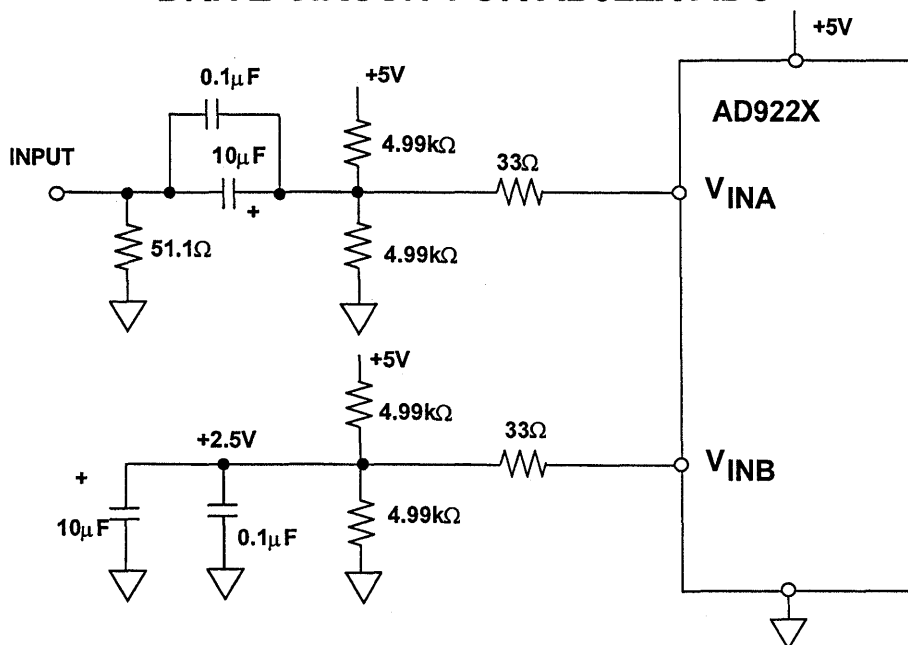 +5V
0.1μF
+5V
AD922X
INPUT
10μF
4.99kΩ
33Ω
+
VINA
51.1Ω
4.99kΩ
+5V
4.99kΩ
33Ω
+2.5V
+
VINB
10μF
0.1μF
4.99kΩ